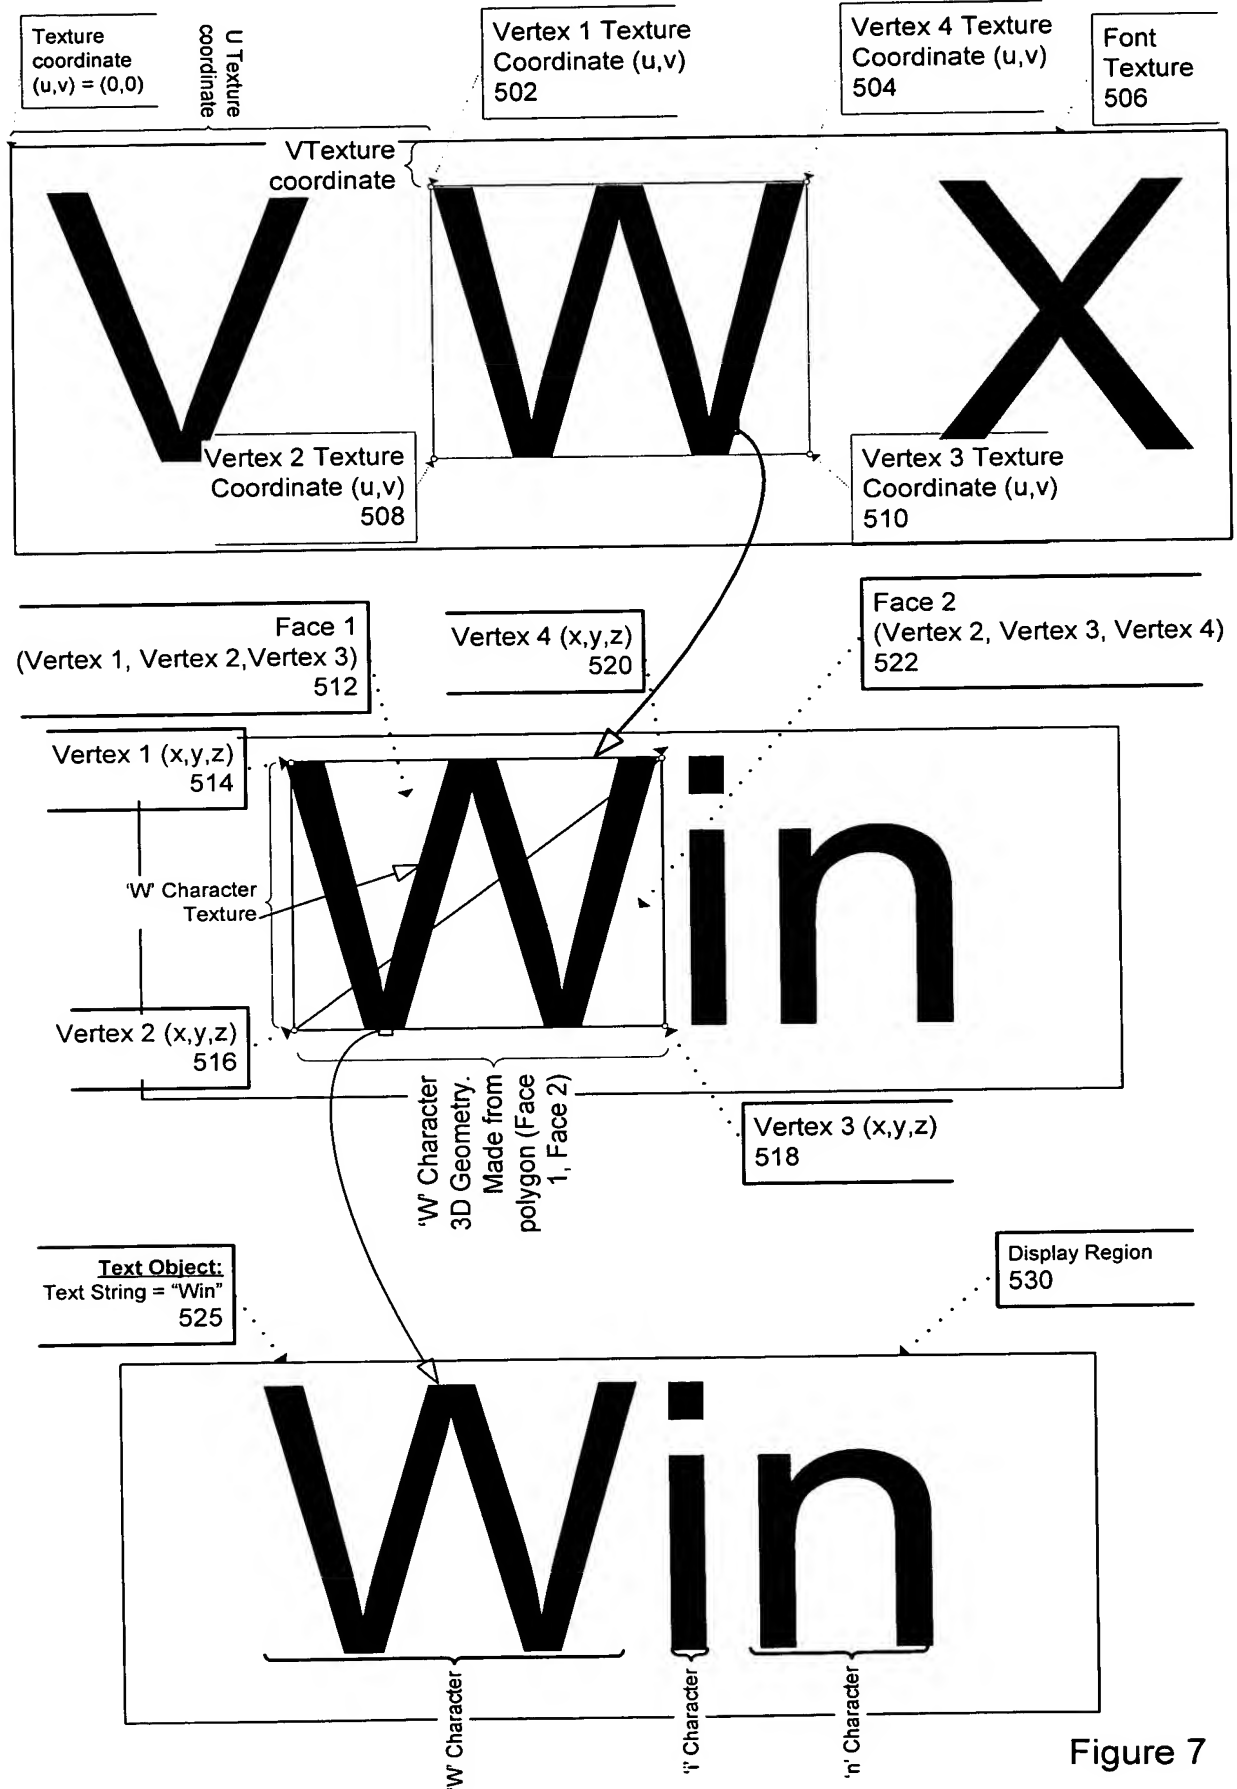 Texture
coordinate
(u,v) = (0,0)
U Texture
coordinate
Vertex 1 Texture
Coordinate (u,v)
502
Vertex 4 Texture
Coordinate (u,v)
504
Font
Texture
506
VTexture
coordinate
V W X
Vertex 2 Texture
Coordinate (u,v)
508
Vertex 3 Texture
Coordinate (u,v)
510
Face 1
(Vertex 1, Vertex 2,Vertex 3)
512
Vertex 4 (x,y,z)
520
Face 2
(Vertex 2, Vertex 3, Vertex 4)
522
Vertex 1 (x,y,z)
514
Win
'W' Character
Texture
Vertex 2 (x,y,z)
516
'W' Character
3D Geometry.
Made from
polygon (Face
1, Face 2)
Vertex 3 (x,y,z)
518
Text Object:
Text String = "Win"
525
Display Region
530
Win
'W' Character
'i' Character
'n' Character
Figure 7